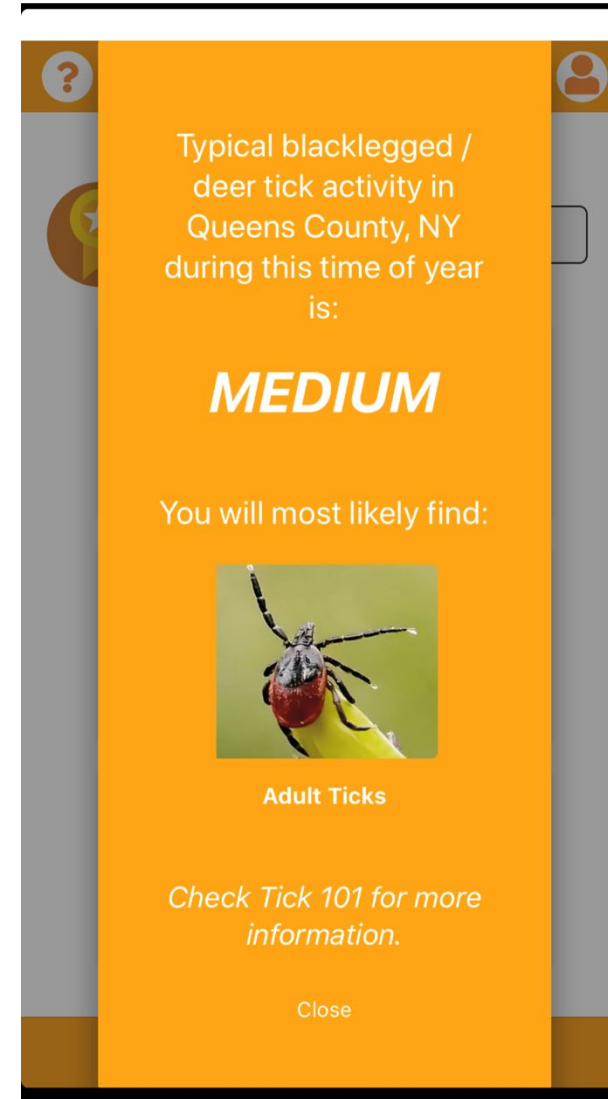 ?
Typical blacklegged /
deer tick activity in
Queens County, NY
during this time of year
is:
MEDIUM
You will most likely find:
Adult Ticks
Check Tick 101 for more
information.
Close